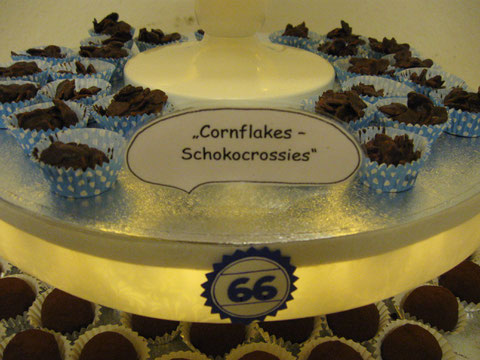 „Cornflakes –
Schokocrossies“
66